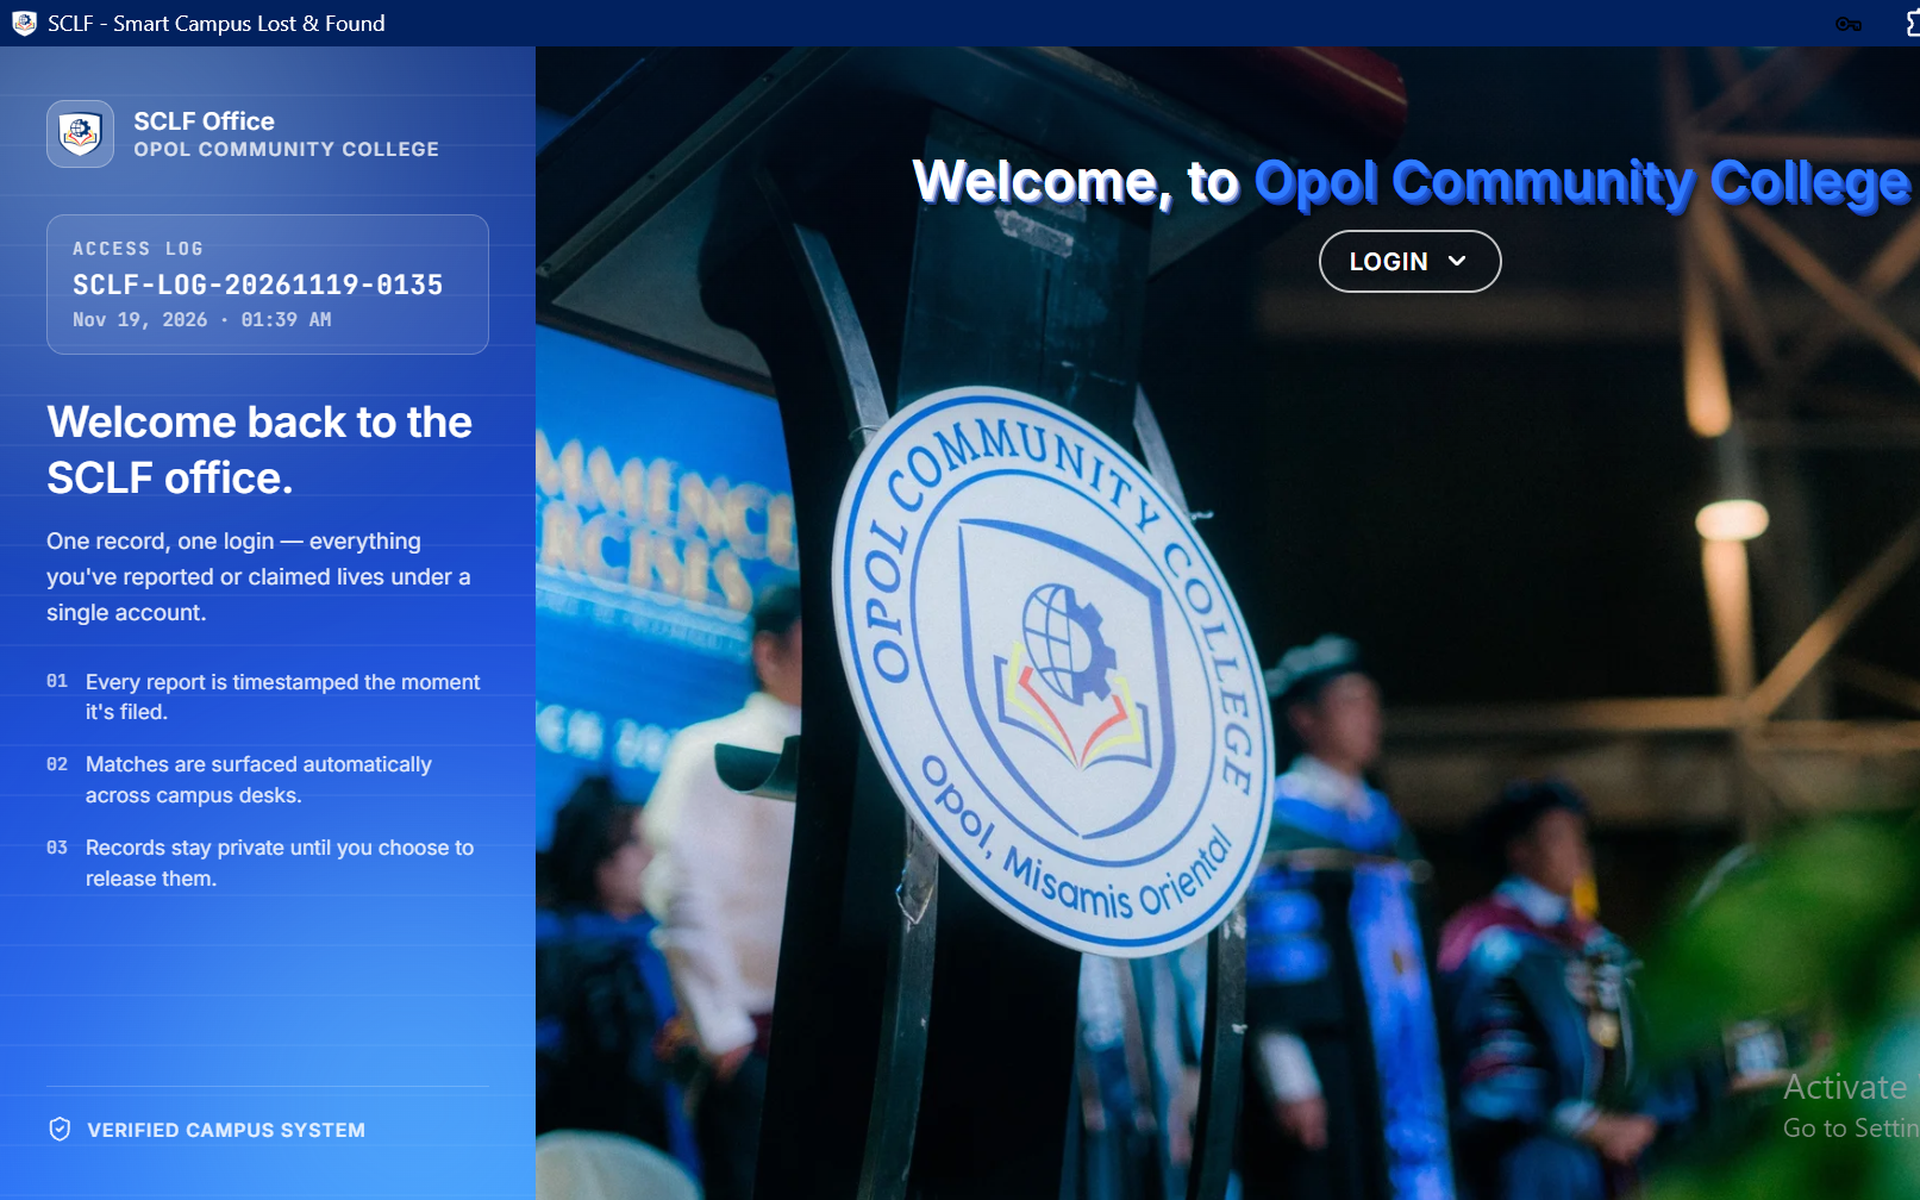 SCLF - Smart Campus Lost & Found
SCLF Office
OPOL COMMUNITY COLLEGE
ACCESS LOG
SCLF-LOG-20261119-0135
Nov 19, 2026 · 01:39 AM
Welcome back to the
SCLF office.
One record, one login — everything
you've reported or claimed lives under a
single account.
01 Every report is timestamped the moment
it's filed.
02 Matches are surfaced automatically
across campus desks.
03 Records stay private until you choose to
release them.
VERIFIED CAMPUS SYSTEM
Welcome, to Opol Community College
LOGIN
OPOL COMMUNITY COLLEGE
Opol, Misamis Oriental
Activate
Go to